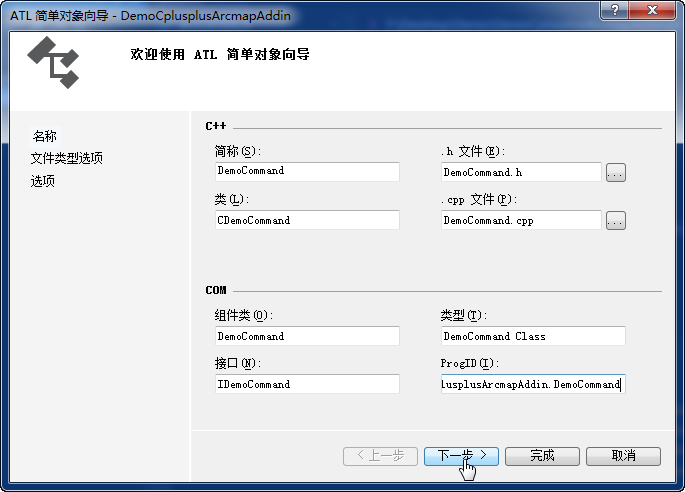 ATL 简单对象向导 - DemoCplusplusArcmapAddin
欢迎使用 ATL 简单对象向导
名称
文件类型选项
选项
C++
简称(S):
DemoCommand
.h 文件(E):
DemoCommand.h
...
类(L):
CDemoCommand
.cpp 文件(P):
DemoCommand.cpp
...
COM
组件类(O):
DemoCommand
类型(T):
DemoCommand Class
接口(N):
IDemoCommand
ProgID(I):
lusplusArcmapAddin.DemoCommand
< 上一步
下一步 >
完成
取消